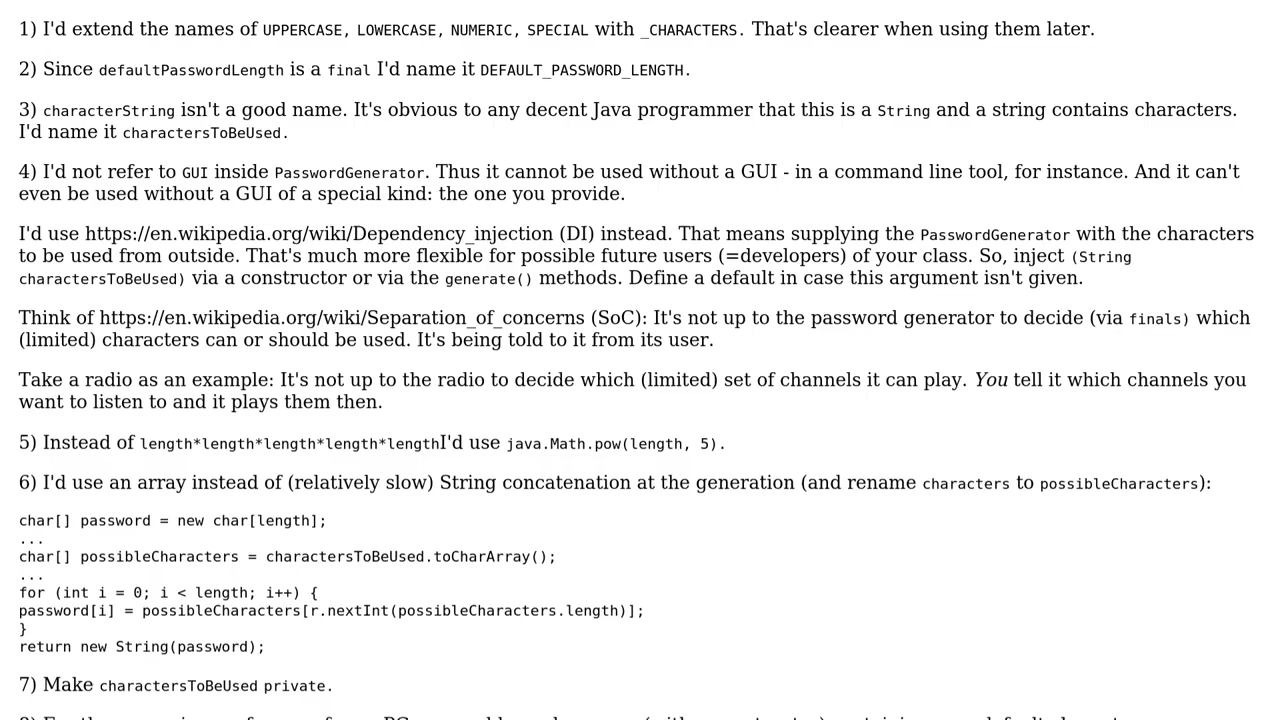 1) I'd extend the names of UPPERCASE, LOWERCASE, NUMERIC, SPECIAL with _CHARACTERS. That's clearer when using them later.
2) Since defaultPasswordLength is a final I'd name it DEFAULT_PASSWORD_LENGTH.
3) characterString isn't a good name. It's obvious to any decent Java programmer that this is a String and a string contains characters.
I'd name it charactersToBeUsed.
4) I'd not refer to GUI inside PasswordGenerator. Thus it cannot be used without a GUI - in a command line tool, for instance. And it can't
even be used without a GUI of a special kind: the one you provide.
I'd use https://en.wikipedia.org/wiki/Dependency_injection (DI) instead. That means supplying the PasswordGenerator with the characters
to be used from outside. That's much more flexible for possible future users (=developers) of your class. So, inject (String
charactersToBeUsed) via a constructor or via the generate() methods. Define a default in case this argument isn't given.
Think of https://en.wikipedia.org/wiki/Separation_of_concerns (SoC): It's not up to the password generator to decide (via finals) which
(limited) characters can or should be used. It's being told to it from its user.
Take a radio as an example: It's not up to the radio to decide which (limited) set of channels it can play. You tell it which channels you
want to listen to and it plays them then.
5) Instead of length*length*length*length*lengthI'd use java.Math.pow(length, 5).
6) I'd use an array instead of (relatively slow) String concatenation at the generation (and rename characters to possibleCharacters):
char[] password = new char[length];
...
char[] possibleCharacters = charactersToBeUsed.toCharArray();
...
for (int i = 0; i < length; i++) {
password[i] = possibleCharacters[r.nextInt(possibleCharacters.length)];
}
return new String(password);
7) Make charactersToBeUsed private.